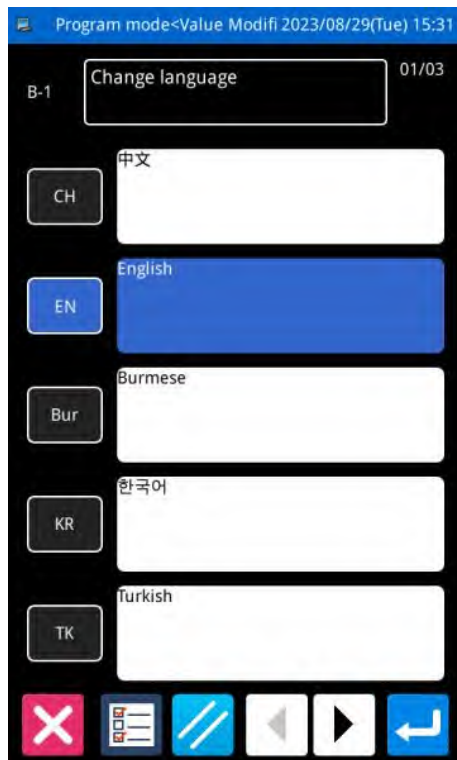 Program mode<Value Modifi 2023/08/29(Tue) 15:31
B-1
Change language
01/03
CH
中文
EN
English
Bur
Burmese
KR
한국어
TK
Turkish